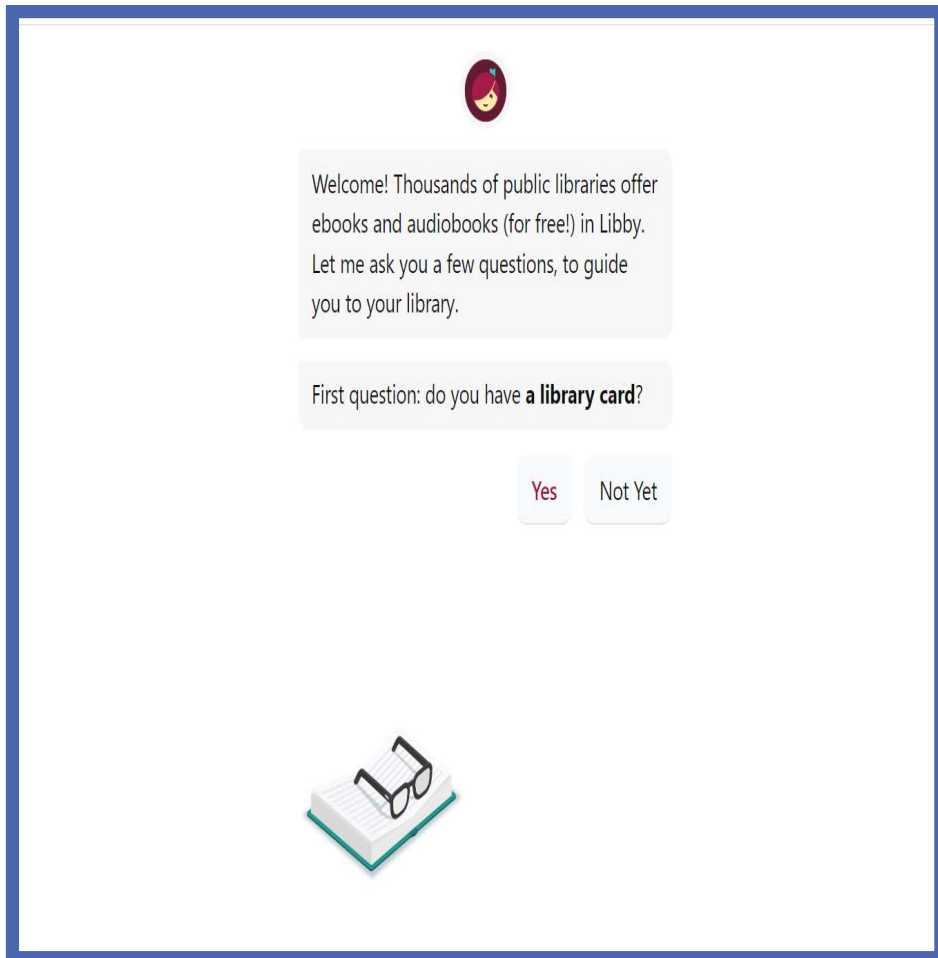 Welcome! Thousands of public libraries offer
ebooks and audiobooks (for free!) in Libby.
Let me ask you a few questions, to guide
you to your library.
First question: do you have a library card?
Yes
Not Yet